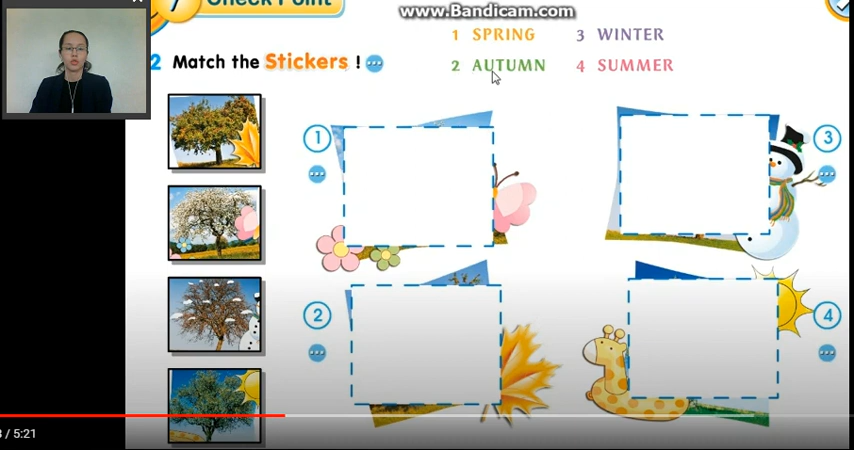 7 Check Point
www.Bandicam.com
1 SPRING 3 WINTER
2 Match the Stickers !
2 AUTUMN 4 SUMMER
1
3
2
4
/ 5:21